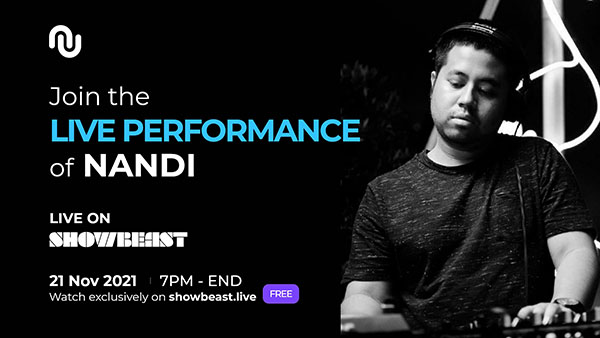 Join the
LIVE PERFORMANCE
of NANDI
LIVE ON
SHOWBEAST
21 Nov 2021 | 7PM - END
Watch exclusively on showbeast.live FREE